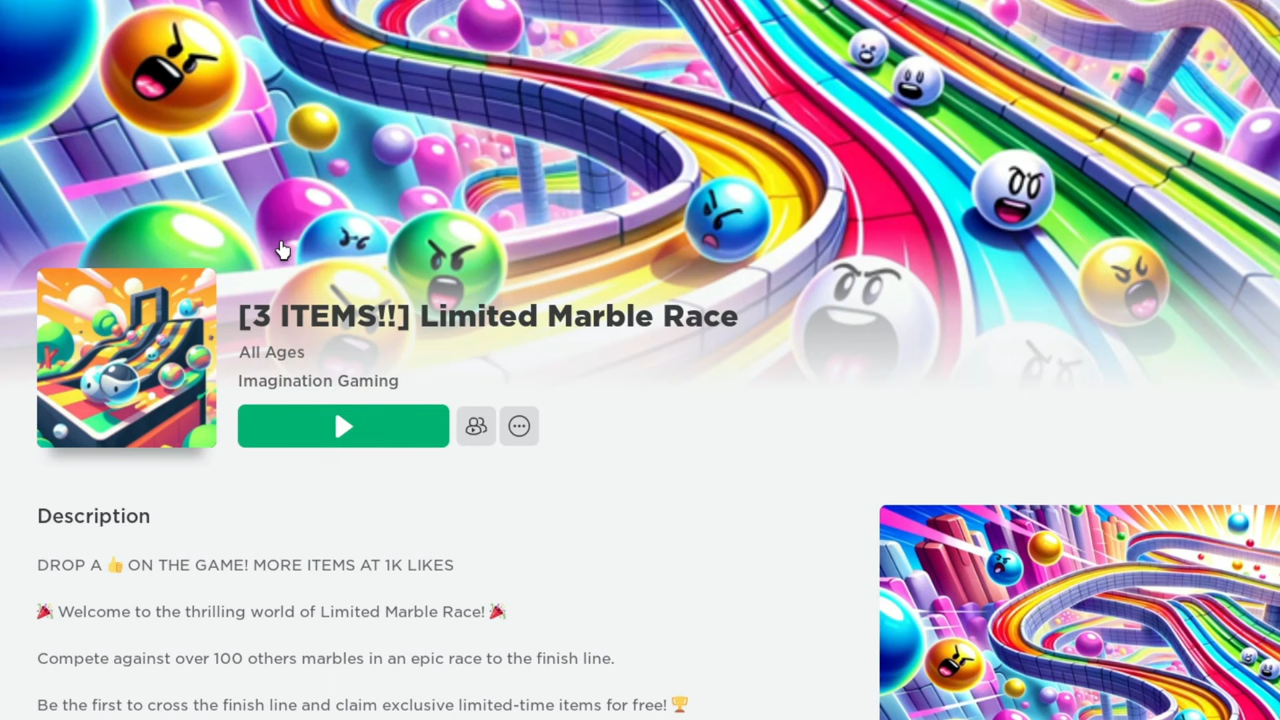 [3 ITEMS!!] Limited Marble Race
All Ages
Imagination Gaming
Description
DROP A 👍 ON THE GAME! MORE ITEMS AT 1K LIKES
🎉 Welcome to the thrilling world of Limited Marble Race! 🎉
Compete against over 100 others marbles in an epic race to the finish line.
Be the first to cross the finish line and claim exclusive limited-time items for free! 🏆